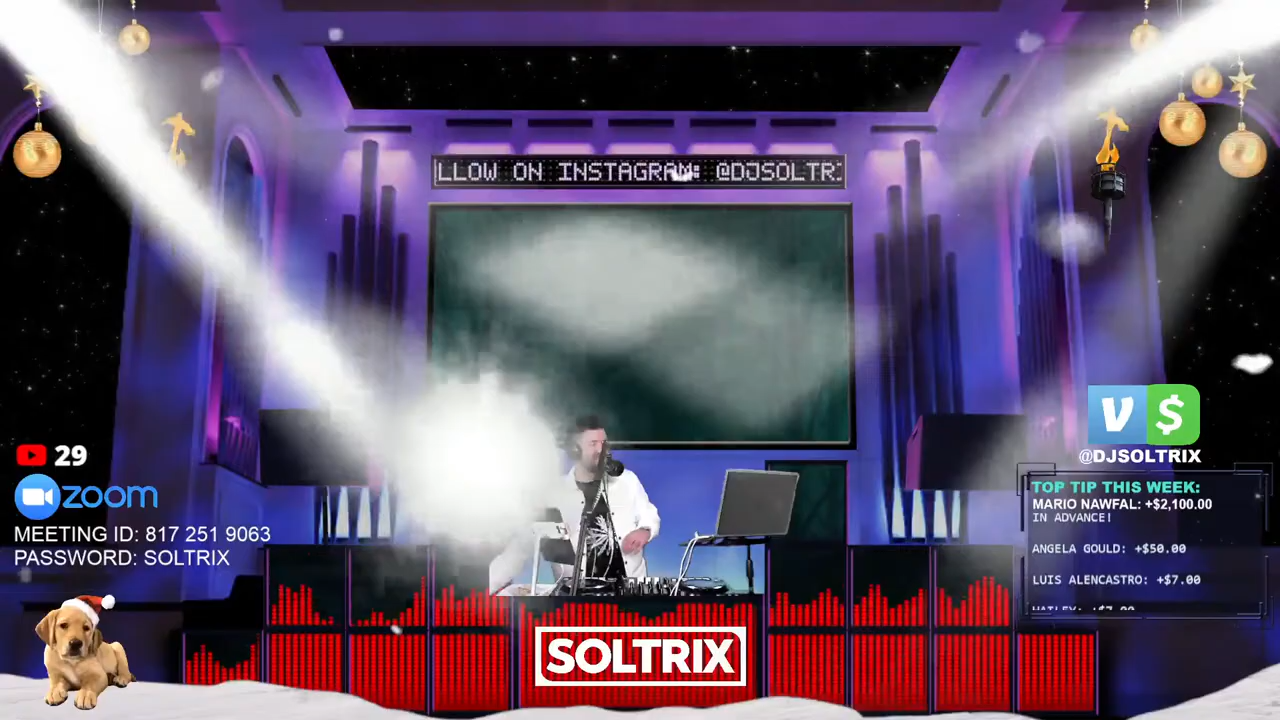 LLOW ON INSTAGRAM: @DJSOLTR
29
zoom
MEETING ID: 817 251 9063
PASSWORD: SOLTRIX
@DJSOLTRIX
TOP TIP THIS WEEK:
MARIO NAWFAL: +$2,100.00
IN ADVANCE!
ANGELA GOULD: +$50.00
LUIS ALENCASTRO: +$7.00
SOLTRIX